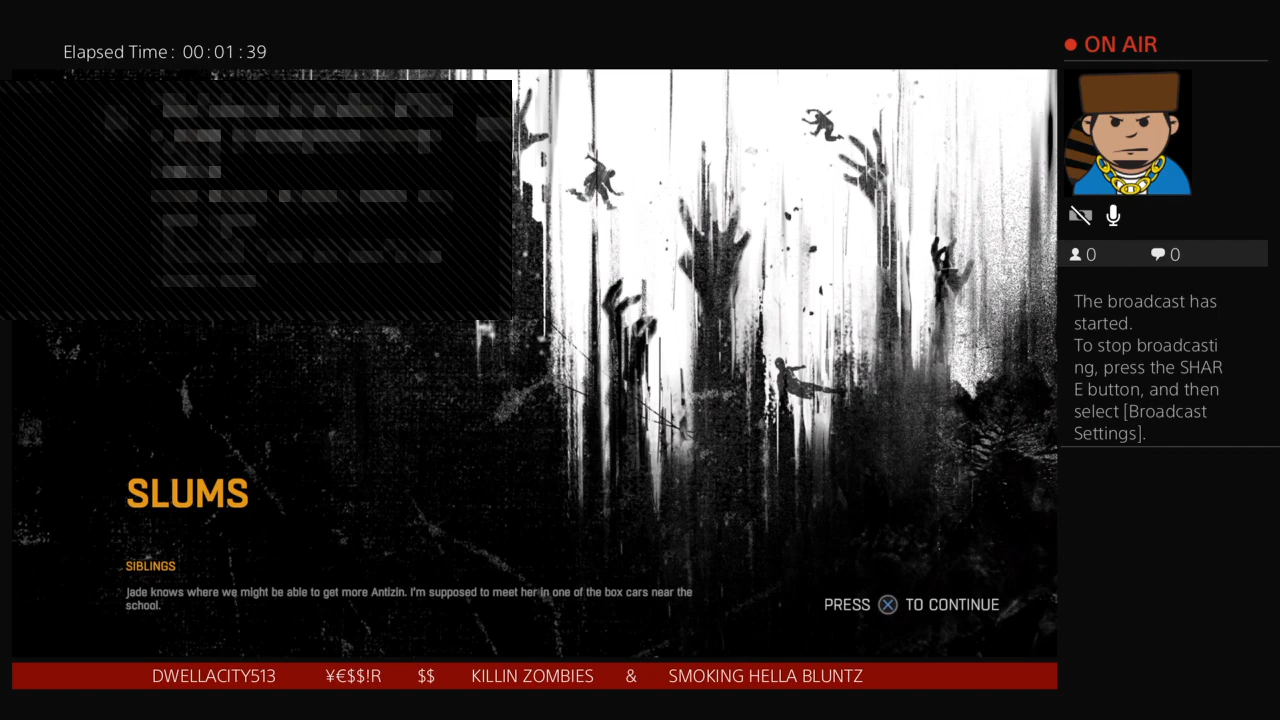 Elapsed Time: 00:01:39
ON AIR
0 0
The broadcast has
started.
To stop broadcasti
ng, press the SHAR
E button, and then
select [Broadcast
Settings].
SLUMS
SIBLINGS
Jade knows where we might be able to get more Antizin. I'm supposed to meet her in one of the box cars near the
school.
PRESS TO CONTINUE
DWELLACITY513 ¥€$$!R $$ KILLIN ZOMBIES & SMOKING HELLA BLUNTZ